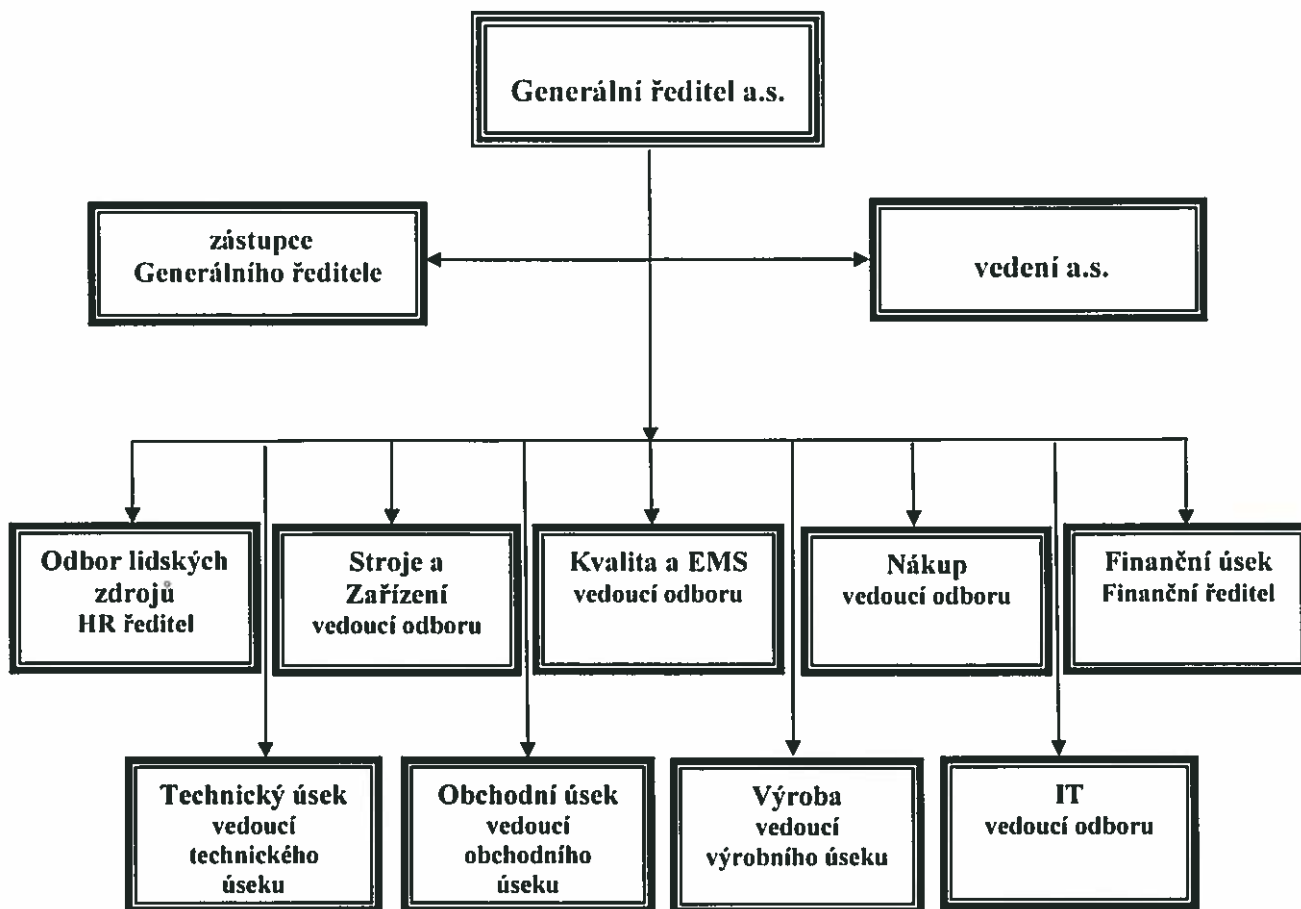 Generální ředitel a.s.
zástupce
Generálního ředitele
vedení a.s.
Odbor lidských
zdrojů
HR ředitel
Stroje a
Zařízení
vedoucí odboru
Kvalita a EMS
vedoucí odboru
Nákup
vedoucí odboru
Finanční úsek
Finanční ředitel
Technický úsek
vedoucí
technického
úseku
Obchodní úsek
vedoucí
obchodního
úseku
Výroba
vedoucí
výrobního úseku
IT
vedoucí odboru